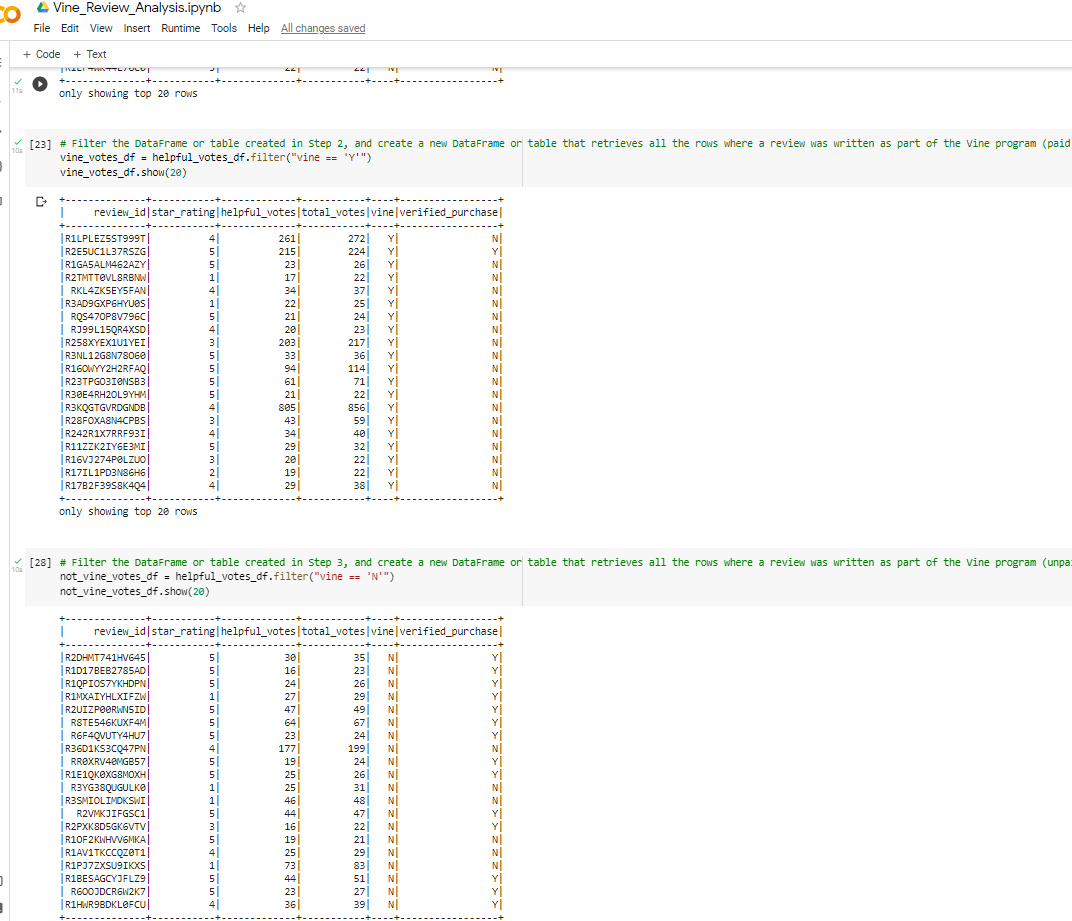 Vine_Review_Analysis.ipynb
File Edit View Insert Runtime Tools Help All changes saved
+ Code + Text
11s
only showing top 20 rows
10s
[23] # Filter the DataFrame or table created in Step 2, and create a new DataFrame or table that retrieves all the rows where a review was written as part of the Vine program (paid
vine_votes_df = helpful_votes_df.filter("vine == 'Y'")
vine_votes_df.show(20)
+--------------+-----------+-------------+-----------+----+-----------------+
|     review_id|star_rating|helpful_votes|total_votes|vine|verified_purchase|
+--------------+-----------+-------------+-----------+----+-----------------+
|R1LPLEZ5ST999T|          4|          261|        272|   Y|                N|
|R2E5UC1L37RSZG|          5|          215|        224|   Y|                Y|
|R1GA5ALM462AZY|          5|           23|         26|   Y|                N|
|R2TMTT0VL8RBNW|          1|           17|         22|   Y|                N|
| RKL4ZK5EY5FAN|          4|           34|         37|   Y|                N|
|R3AD9GXP6HYU0S|          1|           22|         25|   Y|                N|
| RQS47OP8V796C|          5|           21|         24|   Y|                N|
| RJ99L15QR4XSD|          4|           20|         23|   Y|                N|
|R258XYEX1U1YEI|          3|          203|        217|   Y|                N|
|R3NL12G8N78O60|          5|           33|         36|   Y|                N|
|R16OWYY2H2RFAQ|          5|           94|        114|   Y|                N|
|R23TPGO3I0NSB3|          5|           61|         71|   Y|                N|
|R30E4RH2OL9YHM|          5|           21|         22|   Y|                N|
|R3KQGTGVRDGNDB|          4|          805|        856|   Y|                N|
|R28FOXA8N4CPBS|          3|           43|         59|   Y|                N|
|R242R1X7RRF93I|          4|           34|         40|   Y|                N|
|R11ZZK2IY6E3MI|          5|           29|         32|   Y|                N|
|R16VJ274P0LZUO|          3|           20|         22|   Y|                N|
|R17IL1PD3N86H6|          2|           19|         22|   Y|                N|
|R17B2F39S8K4Q4|          4|           29|         38|   Y|                N|
+--------------+-----------+-------------+-----------+----+-----------------+
only showing top 20 rows
10s
[28] # Filter the DataFrame or table created in Step 3, and create a new DataFrame or table that retrieves all the rows where a review was written as part of the Vine program (unpai
not_vine_votes_df = helpful_votes_df.filter("vine == 'N'")
not_vine_votes_df.show(20)
+--------------+-----------+-------------+-----------+----+-----------------+
|     review_id|star_rating|helpful_votes|total_votes|vine|verified_purchase|
+--------------+-----------+-------------+-----------+----+-----------------+
|R2DHMT741HV645|          5|           30|         35|   N|                Y|
|R1D17BEB2785AD|          5|           16|         23|   N|                Y|
|R1QPIOS7YKHDPN|          5|           24|         26|   N|                Y|
|R1MXAIYHLXIFZW|          1|           27|         29|   N|                N|
|R2UIZP00RWN5ID|          5|           47|         49|   N|                Y|
| R8TE546KUXF4M|          5|           64|         67|   N|                Y|
| R6F4QVUTY4HU7|          5|           23|         24|   N|                Y|
|R36D1KS3CQ47PN|          4|          177|        199|   N|                N|
| RR0XRV40MGB57|          5|           19|         24|   N|                Y|
|R1E1QK0XG8MOXH|          5|           25|         26|   N|                Y|
| R3YG38QUGULK0|          1|           25|         31|   N|                N|
|R3SMIOLIMDKSWI|          1|           46|         48|   N|                N|
|  R2VMKJIFGSC1|          5|           44|         47|   N|                Y|
|R2PXK8D5GK6VTV|          3|           16|         22|   N|                Y|
|R1OF2KWHVV6MKA|          5|           19|         21|   N|                N|
|R1AV1TKCCQZ0T1|          4|           25|         29|   N|                N|
|R1PJ7ZXSU9IKXS|          1|           73|         83|   N|                N|
|R1BESAGCYJFLZ9|          5|           44|         51|   N|                Y|
| R6OOJDCR6W2K7|          5|           23|         27|   N|                Y|
|R1HWR9BDKL0FCU|          4|           36|         39|   N|                Y|
+--------------+-----------+-------------+-----------+----+-----------------+